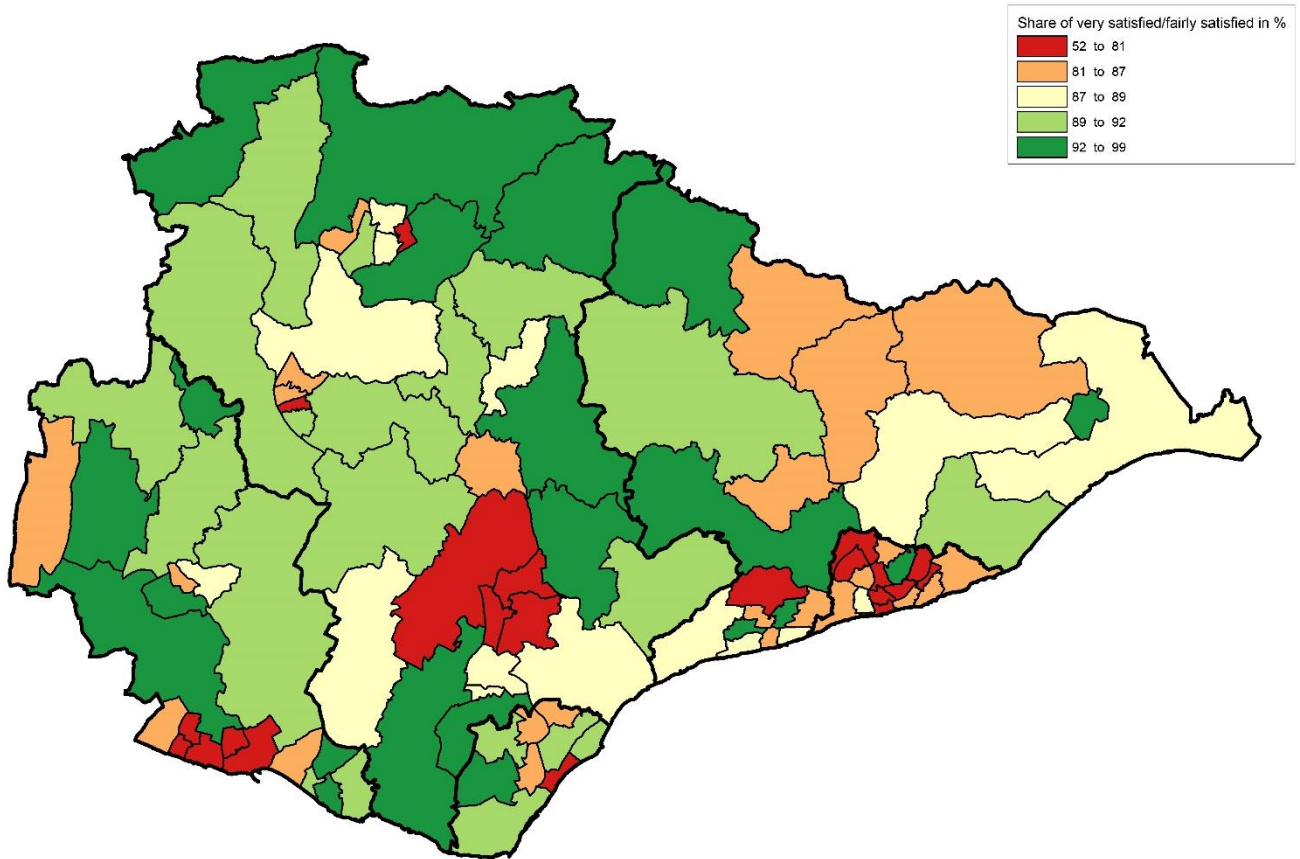 Share of very satisfied/fairly satisfied in %
52 to 81
81 to 87
87 to 89
89 to 92
92 to 99